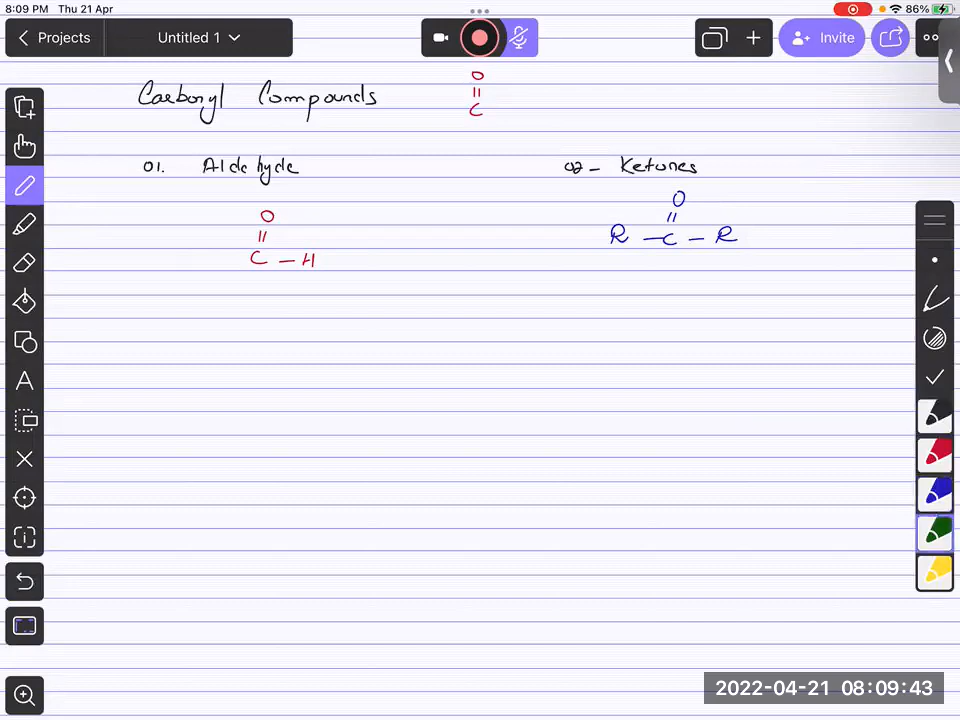 8:09 PM Thu 21 Apr 86%
Projects Untitled 1 Invite
Carbonyl Compounds
O
=
C
01. Aldehyde
O
=
C - H
02 - Ketones
O
=
R - C - R
A
2022-04-21 08:09:43